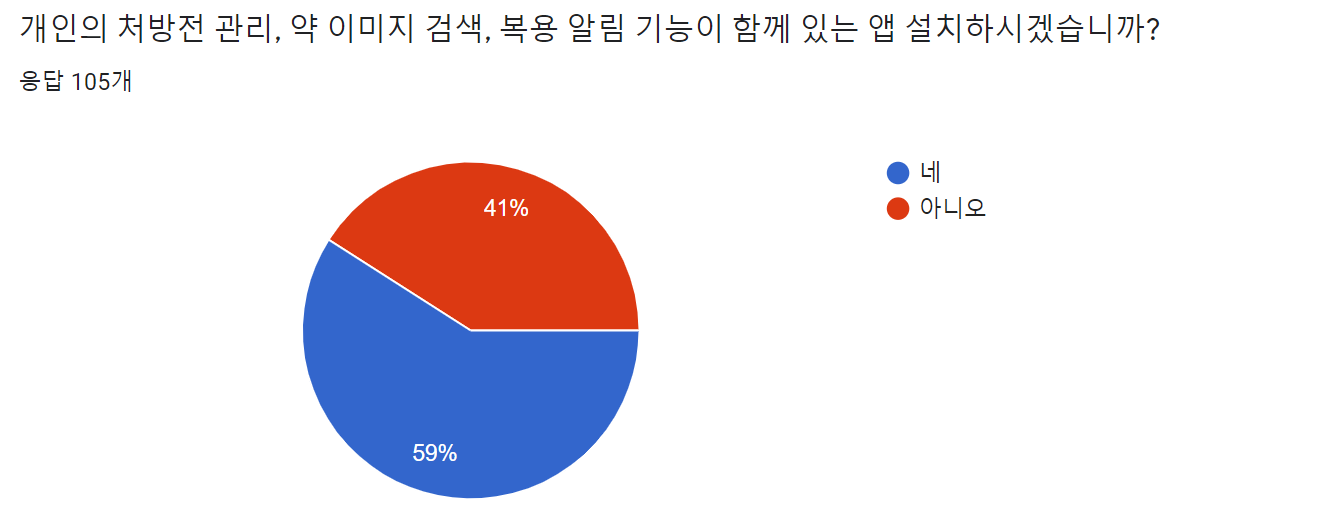 개인의 처방전 관리, 약 이미지 검색, 복용 알림 기능이 함께 있는 앱 설치하시겠습니까?
응답 105개
네
아니오
41%
59%